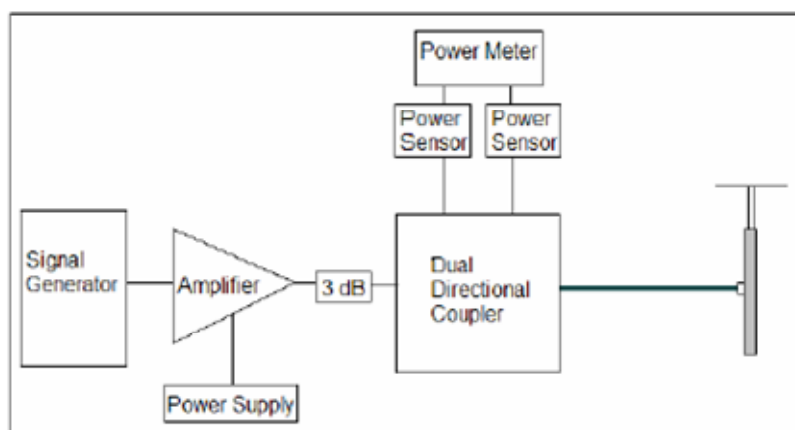 Power Meter
Power
Sensor
Power
Sensor
Signal
Generator
Amplifier
3 dB
Dual
Directional
Coupler
Power Supply